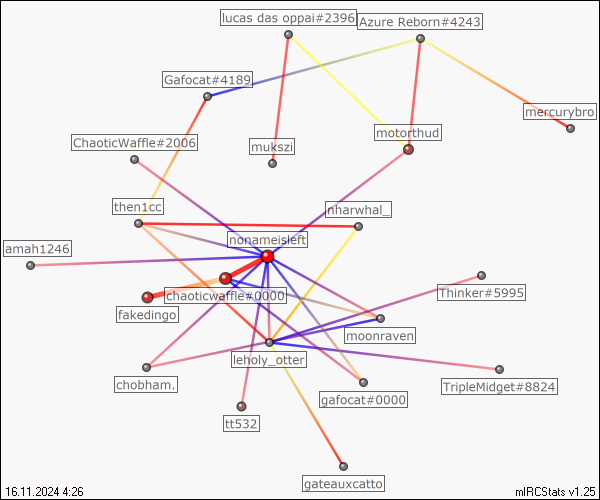 lucas das oppai#2396
Azure Reborn#4243
Gafocat#4189
mercurybro
motorthud
ChaoticWaffle#2006
mukszi
then1cc
nharwhal_
nonameisleft
amah1246
Thinker#5995
chaoticwaffle#0000
fakedingo
moonraven
leholy_otter
chobham.
TripleMidget#8824
gafocat#0000
tt532
gateauxcatto
16.11.2024 4:26
mIRCStats v1.25